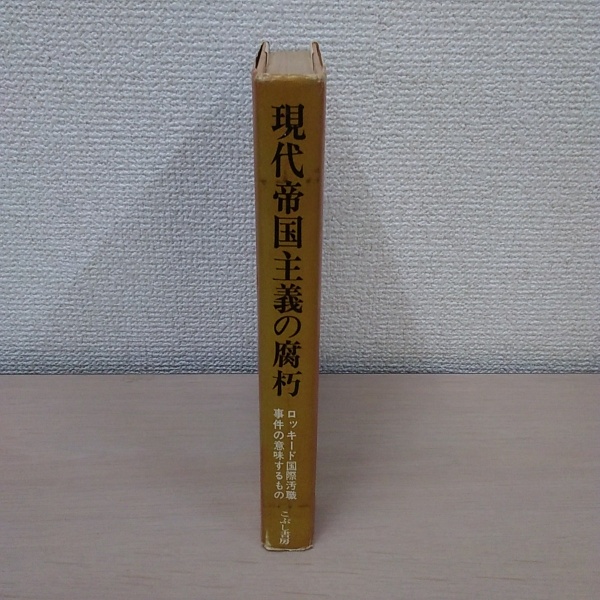 現代帝国主義の腐朽
ロッキード国際汚職
事件の意味するもの
こぶし書房